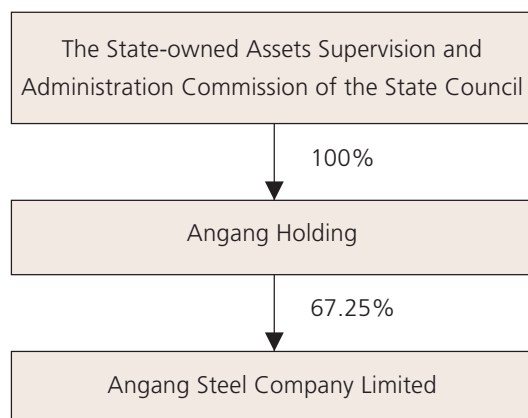 The State-owned Assets Supervision and
Administration Commission of the State Council
100%
Angang Holding
67.25%
Angang Steel Company Limited